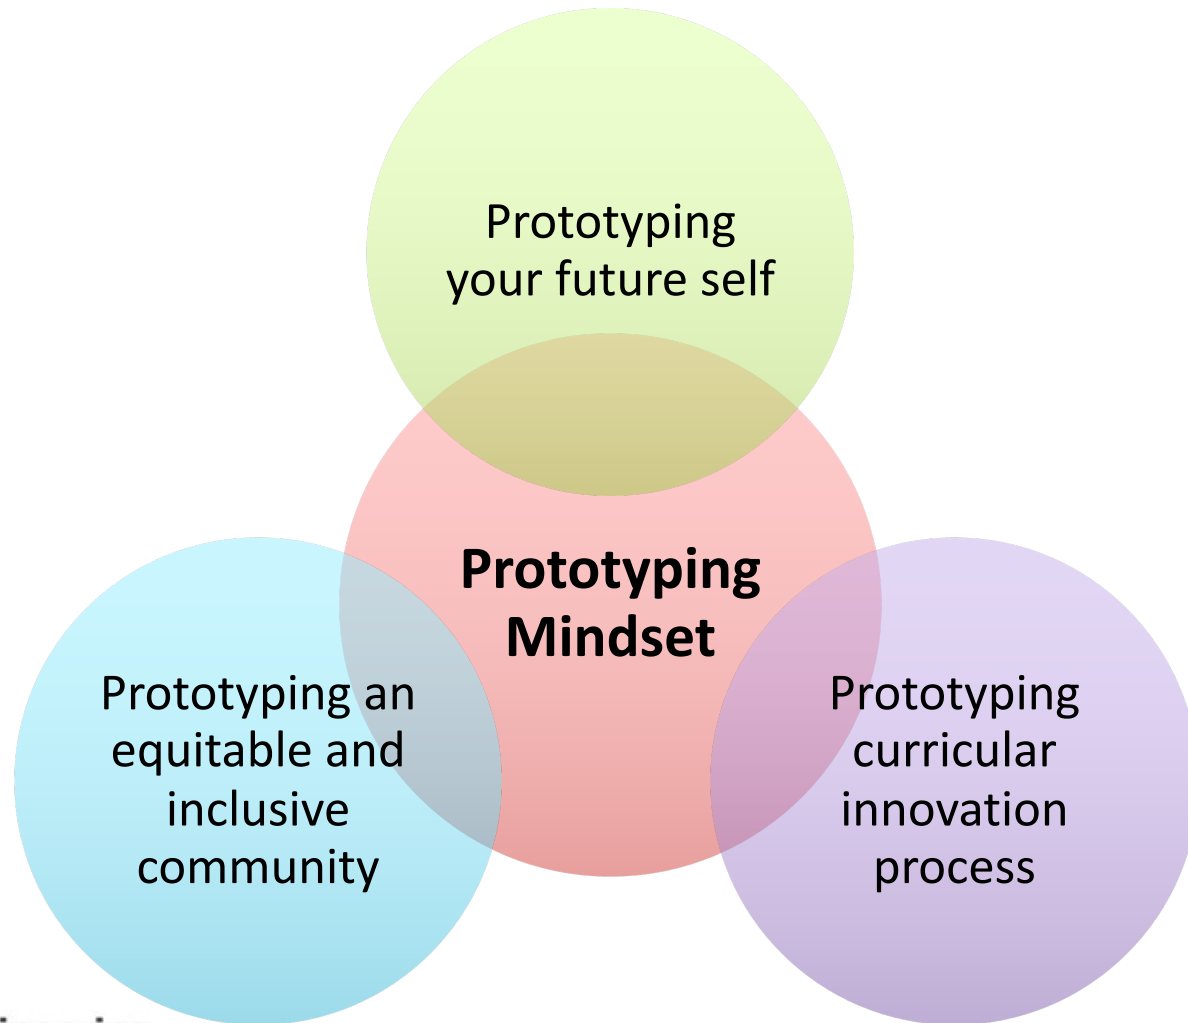 Prototyping
your future self
Prototyping
Mindset
Prototyping an
equitable and
inclusive
community
Prototyping
curricular
innovation
process